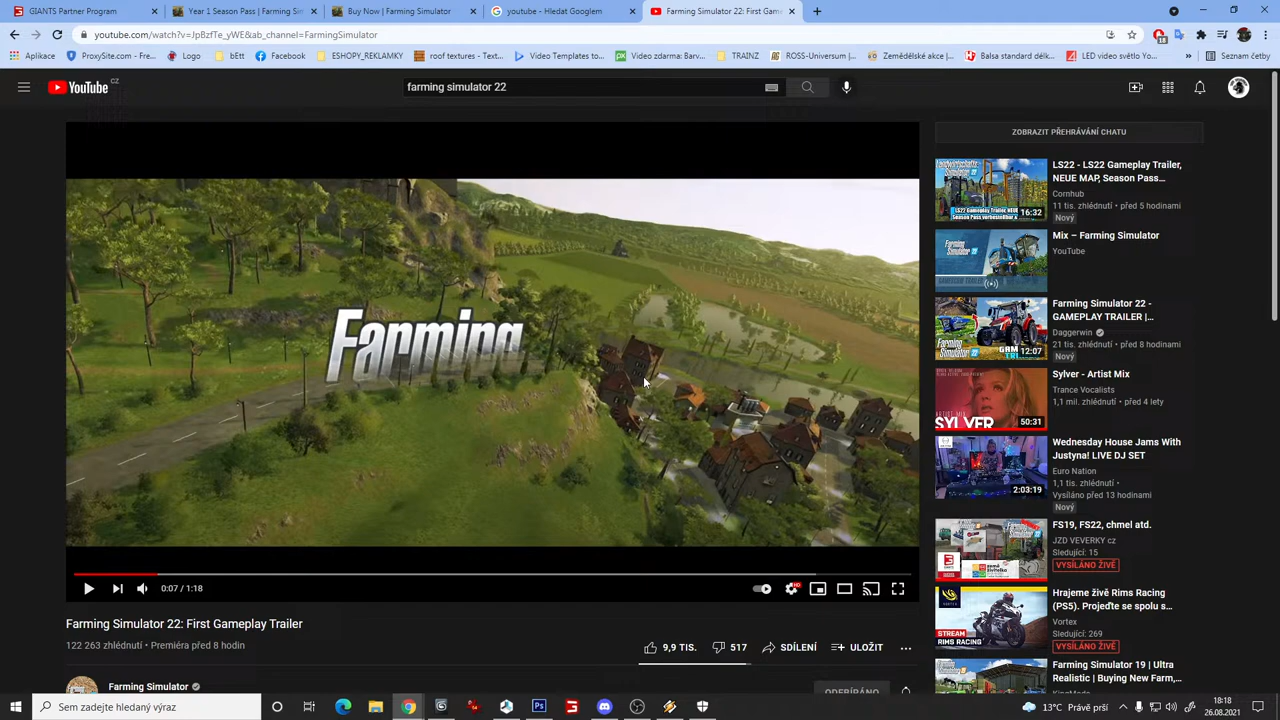 GIANTS Partner Program
Year 1 Season Pass | Farming Sim
Buy Now | Farming Simulator
youtube - Hledat Googlem
Farming Simulator 22: First Game
youtube.com/watch?v=JpBzfTe_yWE&ab_channel=FarmingSimulator
Aplikace
ProxySite.com - Fre...
Logo
bEtt
Facebook
ESHOPY_REKLAMKY
roof textures - Text...
Video Templates to...
Video zdarma: Barv...
TRAINZ
ROSS-Universum |...
Zemědělské akce |...
Balsa standard délk...
LED video světlo Yo...
Seznam četby
YouTube CZ
farming simulator 22
ZOBRAZIT PŘEHRÁVÁNÍ CHATU
Farming
LS22 - LS22 Gameplay Trailer,
NEUE MAP, Season Pass...
Cornhub
11 tis. zhlédnutí • před 5 hodinami
Nový
16:32
Mix – Farming Simulator
YouTube
Farming Simulator 22 -
GAMEPLAY TRAILER |...
Daggerwin
21 tis. zhlédnutí • před 8 hodinami
Nový
12:07
Sylver - Artist Mix
Trance Vocalists
1,1 mil. zhlédnutí • před 4 lety
SYLVER
50:31
Wednesday House Jams With
Justyna! LIVE DJ SET
Euro Nation
1,1 tis. zhlédnutí •
Vysíláno před 13 hodinami
Nový
2:03:19
FS19, FS22, chmel atd.
JZD VEVERKY cz
Sledující: 15
VYSÍLÁNO ŽIVĚ
Hrajeme živě Rims Racing
(PS5). Projeďte se spolu s...
Vortex
Sledující: 269
VYSÍLÁNO ŽIVĚ
STREAM
RIMS RACING
Farming Simulator 19 | Ultra
Realistic | Buying New Farm,...
0:07 / 1:18
Farming Simulator 22: First Gameplay Trailer
122 263 zhlédnutí • Premiéra před 8 hodin
9,9 TIS.
517
SDÍLENÍ
ULOŽIT
Farming Simulator
ODEBÍRÁNO
Sem zadejte hledaný výraz
13°C Právě prší...
18:18
26.08.2021